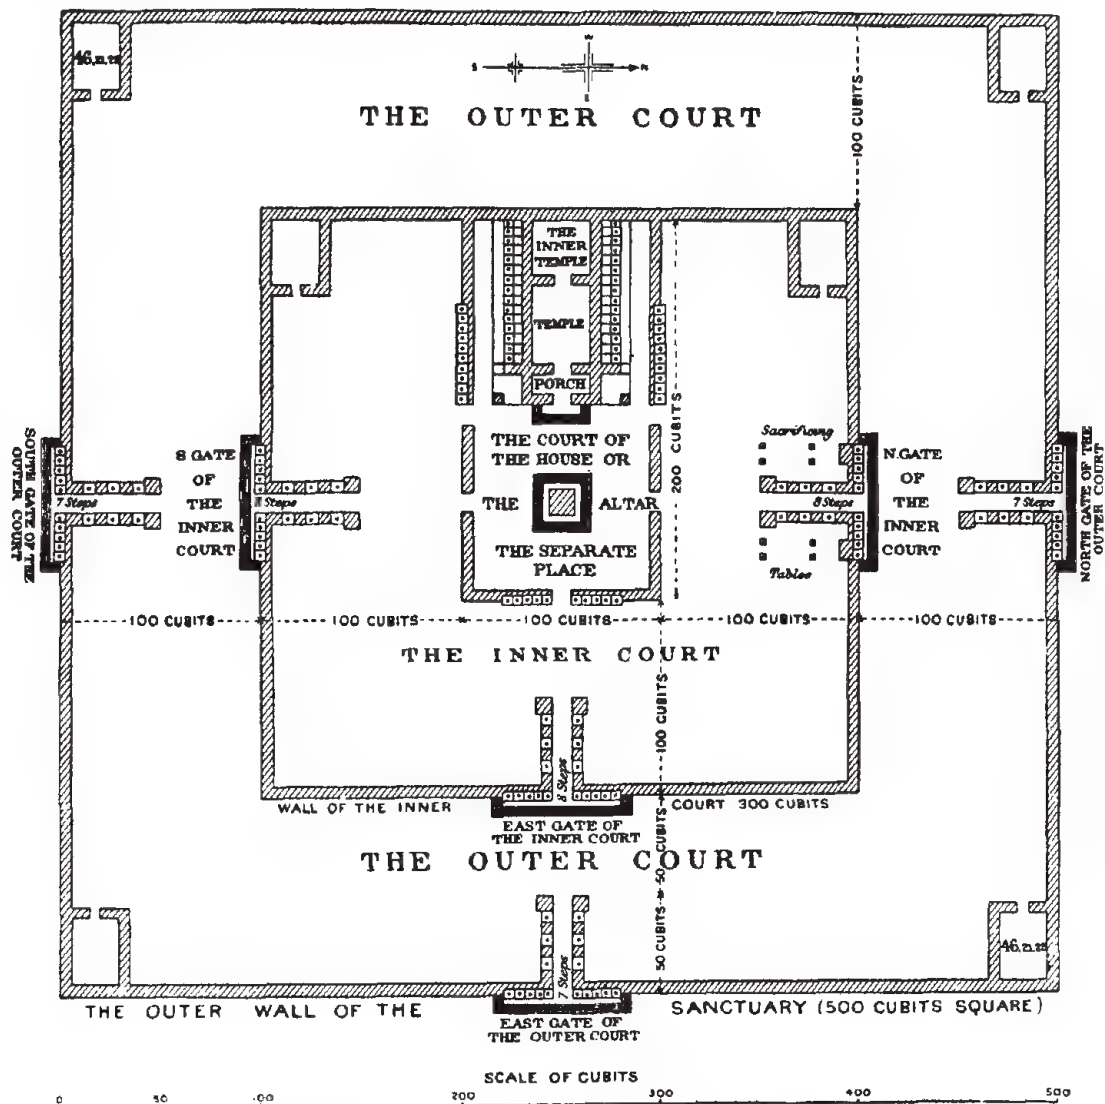 46, 21, 22
W
S N
E
THE OUTER COURT
100 CUBITS
THE
INNER
TEMPLE
TEMPLE
PORCH
200 CUBITS
THE COURT OF
THE HOUSE OR
THE ALTAR
THE SEPARATE
PLACE
SOUTH GATE OF THE
OUTER COURT
7 Steps
S GATE
OF
THE
INNER
COURT
8 Steps
Sacrificing
Tables
8 Steps
N. GATE
OF
THE
INNER
COURT
7 Steps
NORTH GATE OF THE
OUTER COURT
100 CUBITS 100 CUBITS 100 CUBITS 100 CUBITS 100 CUBITS
THE INNER COURT
100 CUBITS
8 Steps
WALL OF THE INNER COURT 300 CUBITS
EAST GATE OF
THE INNER COURT
50 CUBITS
THE OUTER COURT
50 CUBITS
7 Steps
46, 21, 22
THE OUTER WALL OF THE SANCTUARY (500 CUBITS SQUARE)
EAST GATE OF
THE OUTER COURT
SCALE OF CUBITS
0 50 100 200 300 400 500